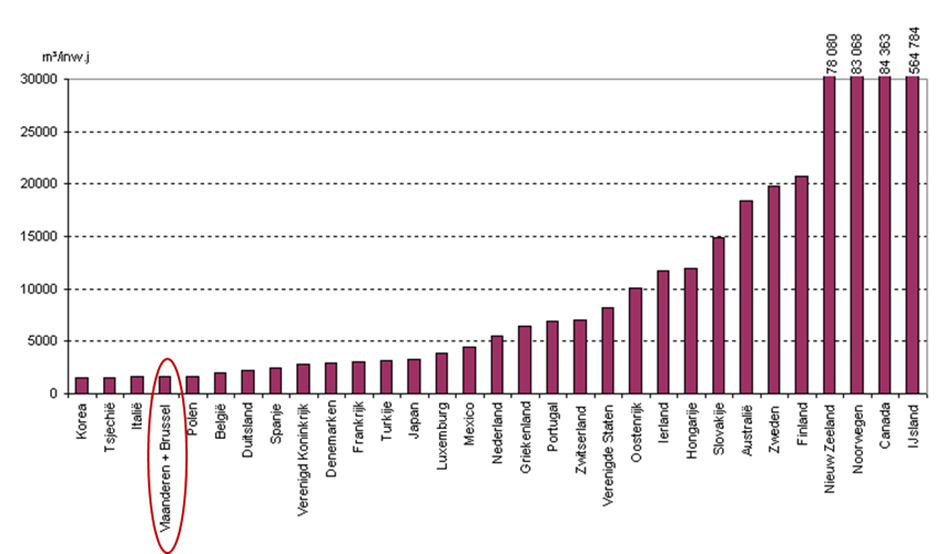 m³/inw.j
78 080
83 068
84 363
564 784
30000
25000
20000
15000
10000
5000
0
Korea
Tsjechië
Italië
Vlaanderen + Brussel
Polen
België
Duitsland
Spanje
Verenigd Koninkrijk
Denemarken
Frankrijk
Turkije
Japan
Luxemburg
Mexico
Nederland
Griekenland
Portugal
Zwitserland
Verenigde Staten
Oostenrijk
Ierland
Hongarije
Slovakije
Australië
Zweden
Finland
Nieuw Zeeland
Noorwegen
Canada
IJsland